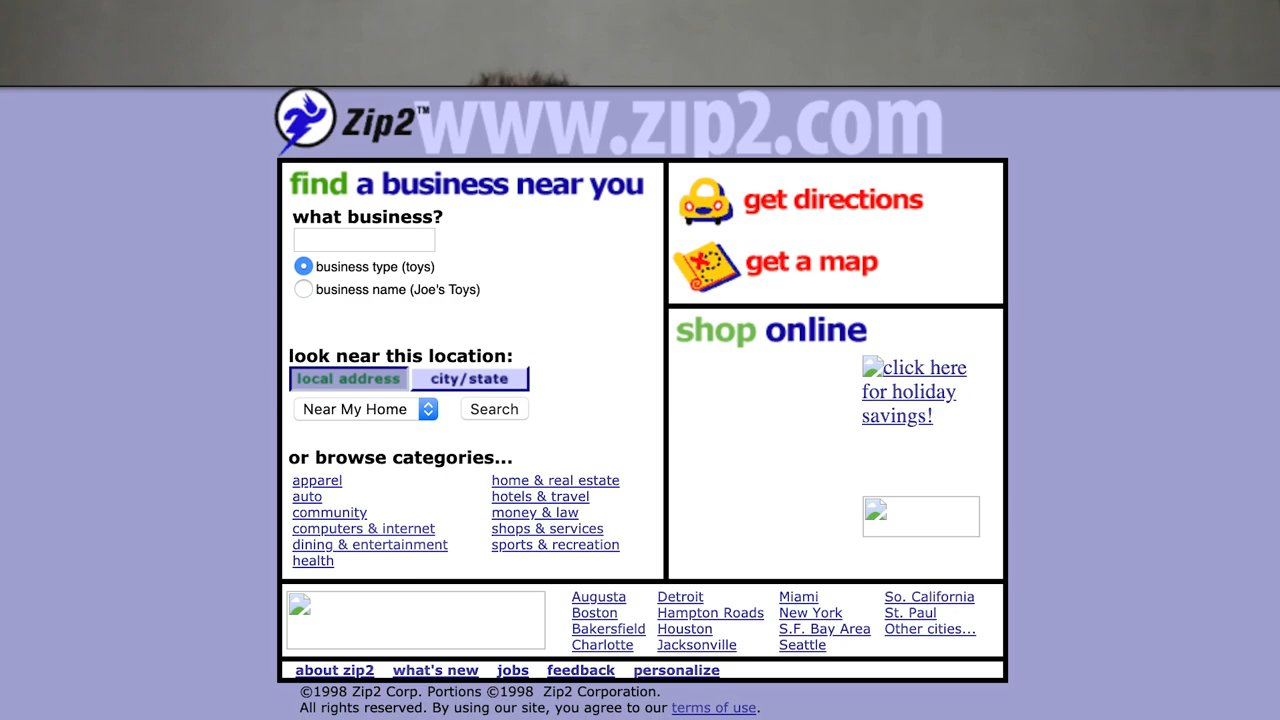 Zip2™
www.zip2.com
find a business near you
what business?
business type (toys)
business name (Joe's Toys)
look near this location:
local address city/state
Near My Home Search
or browse categories...
apparel
auto
community
computers & internet
dining & entertainment
health
home & real estate
hotels & travel
money & law
shops & services
sports & recreation
get directions
get a map
shop online
click here
for holiday
savings!
Augusta Detroit Miami So. California
Boston Hampton Roads New York St. Paul
Bakersfield Houston S.F. Bay Area Other cities...
Charlotte Jacksonville Seattle
about zip2 what's new jobs feedback personalize
©1998 Zip2 Corp. Portions ©1998 Zip2 Corporation.
All rights reserved. By using our site, you agree to our terms of use.